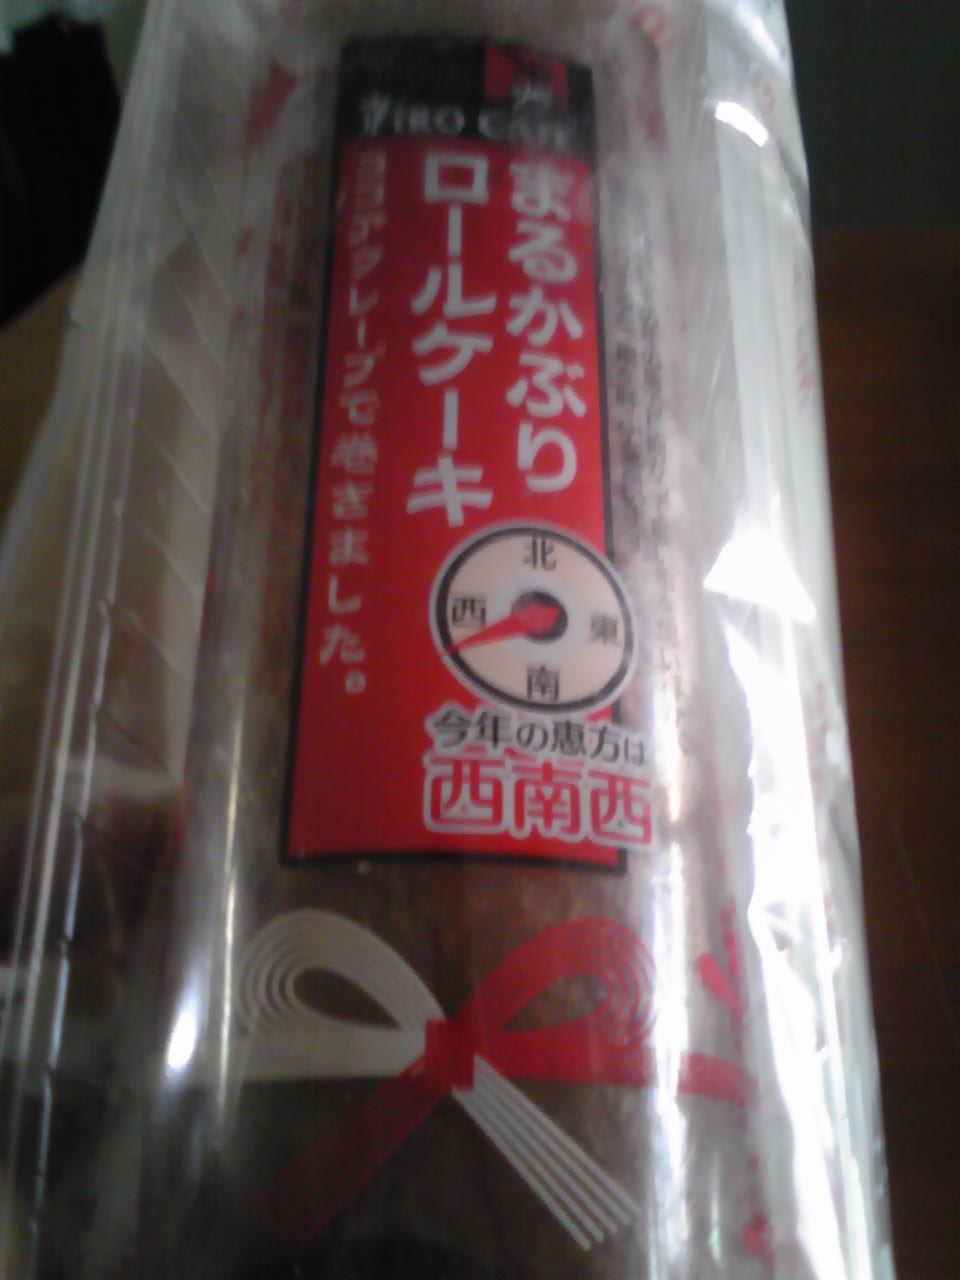 まるかぶり
ロールケーキ
ココアクレープで巻きました。
北
西
東
南
今年の恵方は
西南西